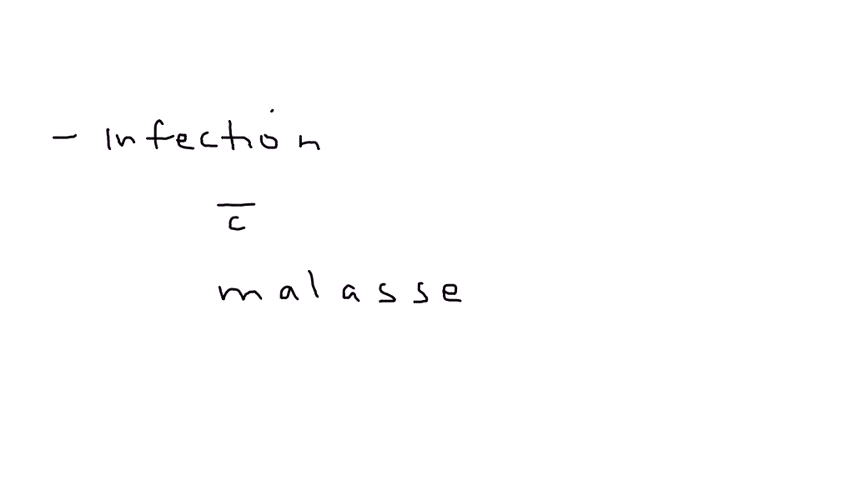 - Infection
c̅
malasse